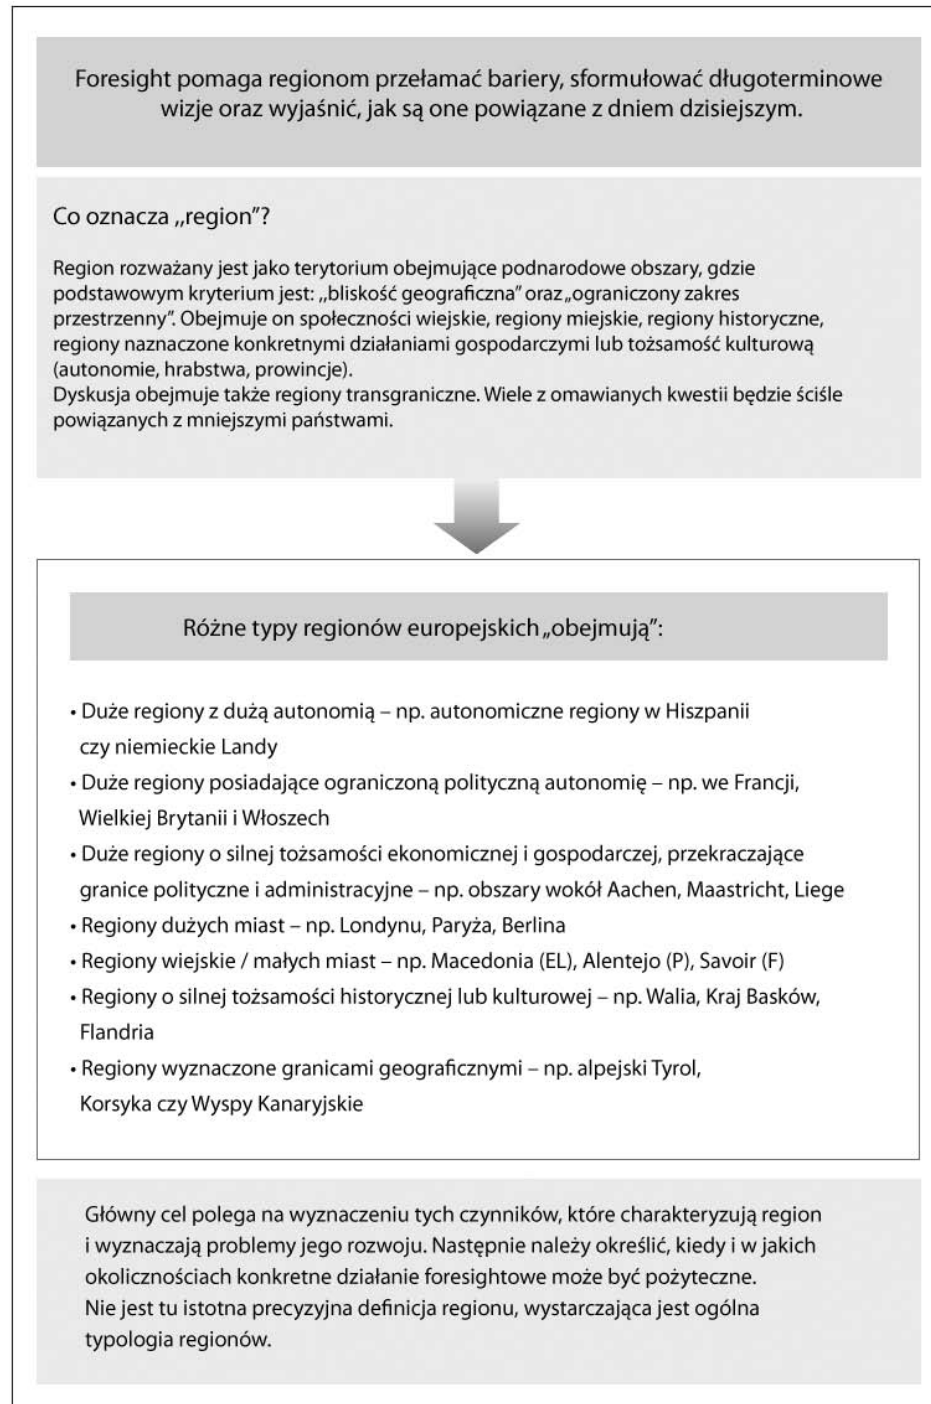 Foresight pomaga regionom przełamać bariery, sformułować długoterminowe
wizje oraz wyjaśnić, jak są one powiązane z dniem dzisiejszym.
Co oznacza ,,region”?
Region rozważany jest jako terytorium obejmujące podnarodowe obszary, gdzie
podstawowym kryterium jest: ,,bliskość geograficzna” oraz „ograniczony zakres
przestrzenny”. Obejmuje on społeczności wiejskie, regiony miejskie, regiony historyczne,
regiony naznaczone konkretnymi działaniami gospodarczymi lub tożsamość kulturową
(autonomie, hrabstwa, prowincje).
Dyskusja obejmuje także regiony transgraniczne. Wiele z omawianych kwestii będzie ściśle
powiązanych z mniejszymi państwami.
Różne typy regionów europejskich „obejmują”:
• Duże regiony z dużą autonomią – np. autonomiczne regiony w Hiszpanii
czy niemieckie Landy
• Duże regiony posiadające ograniczoną polityczną autonomię – np. we Francji,
Wielkiej Brytanii i Włoszech
• Duże regiony o silnej tożsamości ekonomicznej i gospodarczej, przekraczające
granice polityczne i administracyjne – np. obszary wokół Aachen, Maastricht, Liege
• Regiony dużych miast – np. Londynu, Paryża, Berlina
• Regiony wiejskie / małych miast – np. Macedonia (EL), Alentejo (P), Savoir (F)
• Regiony o silnej tożsamości historycznej lub kulturowej – np. Walia, Kraj Basków,
Flandria
• Regiony wyznaczone granicami geograficznymi – np. alpejski Tyrol,
Korsyka czy Wyspy Kanaryjskie
Główny cel polega na wyznaczeniu tych czynników, które charakteryzują region
i wyznaczają problemy jego rozwoju. Następnie należy określić, kiedy i w jakich
okolicznościach konkretne działanie foresightowe może być pożyteczne.
Nie jest tu istotna precyzyjna definicja regionu, wystarczająca jest ogólna
typologia regionów.